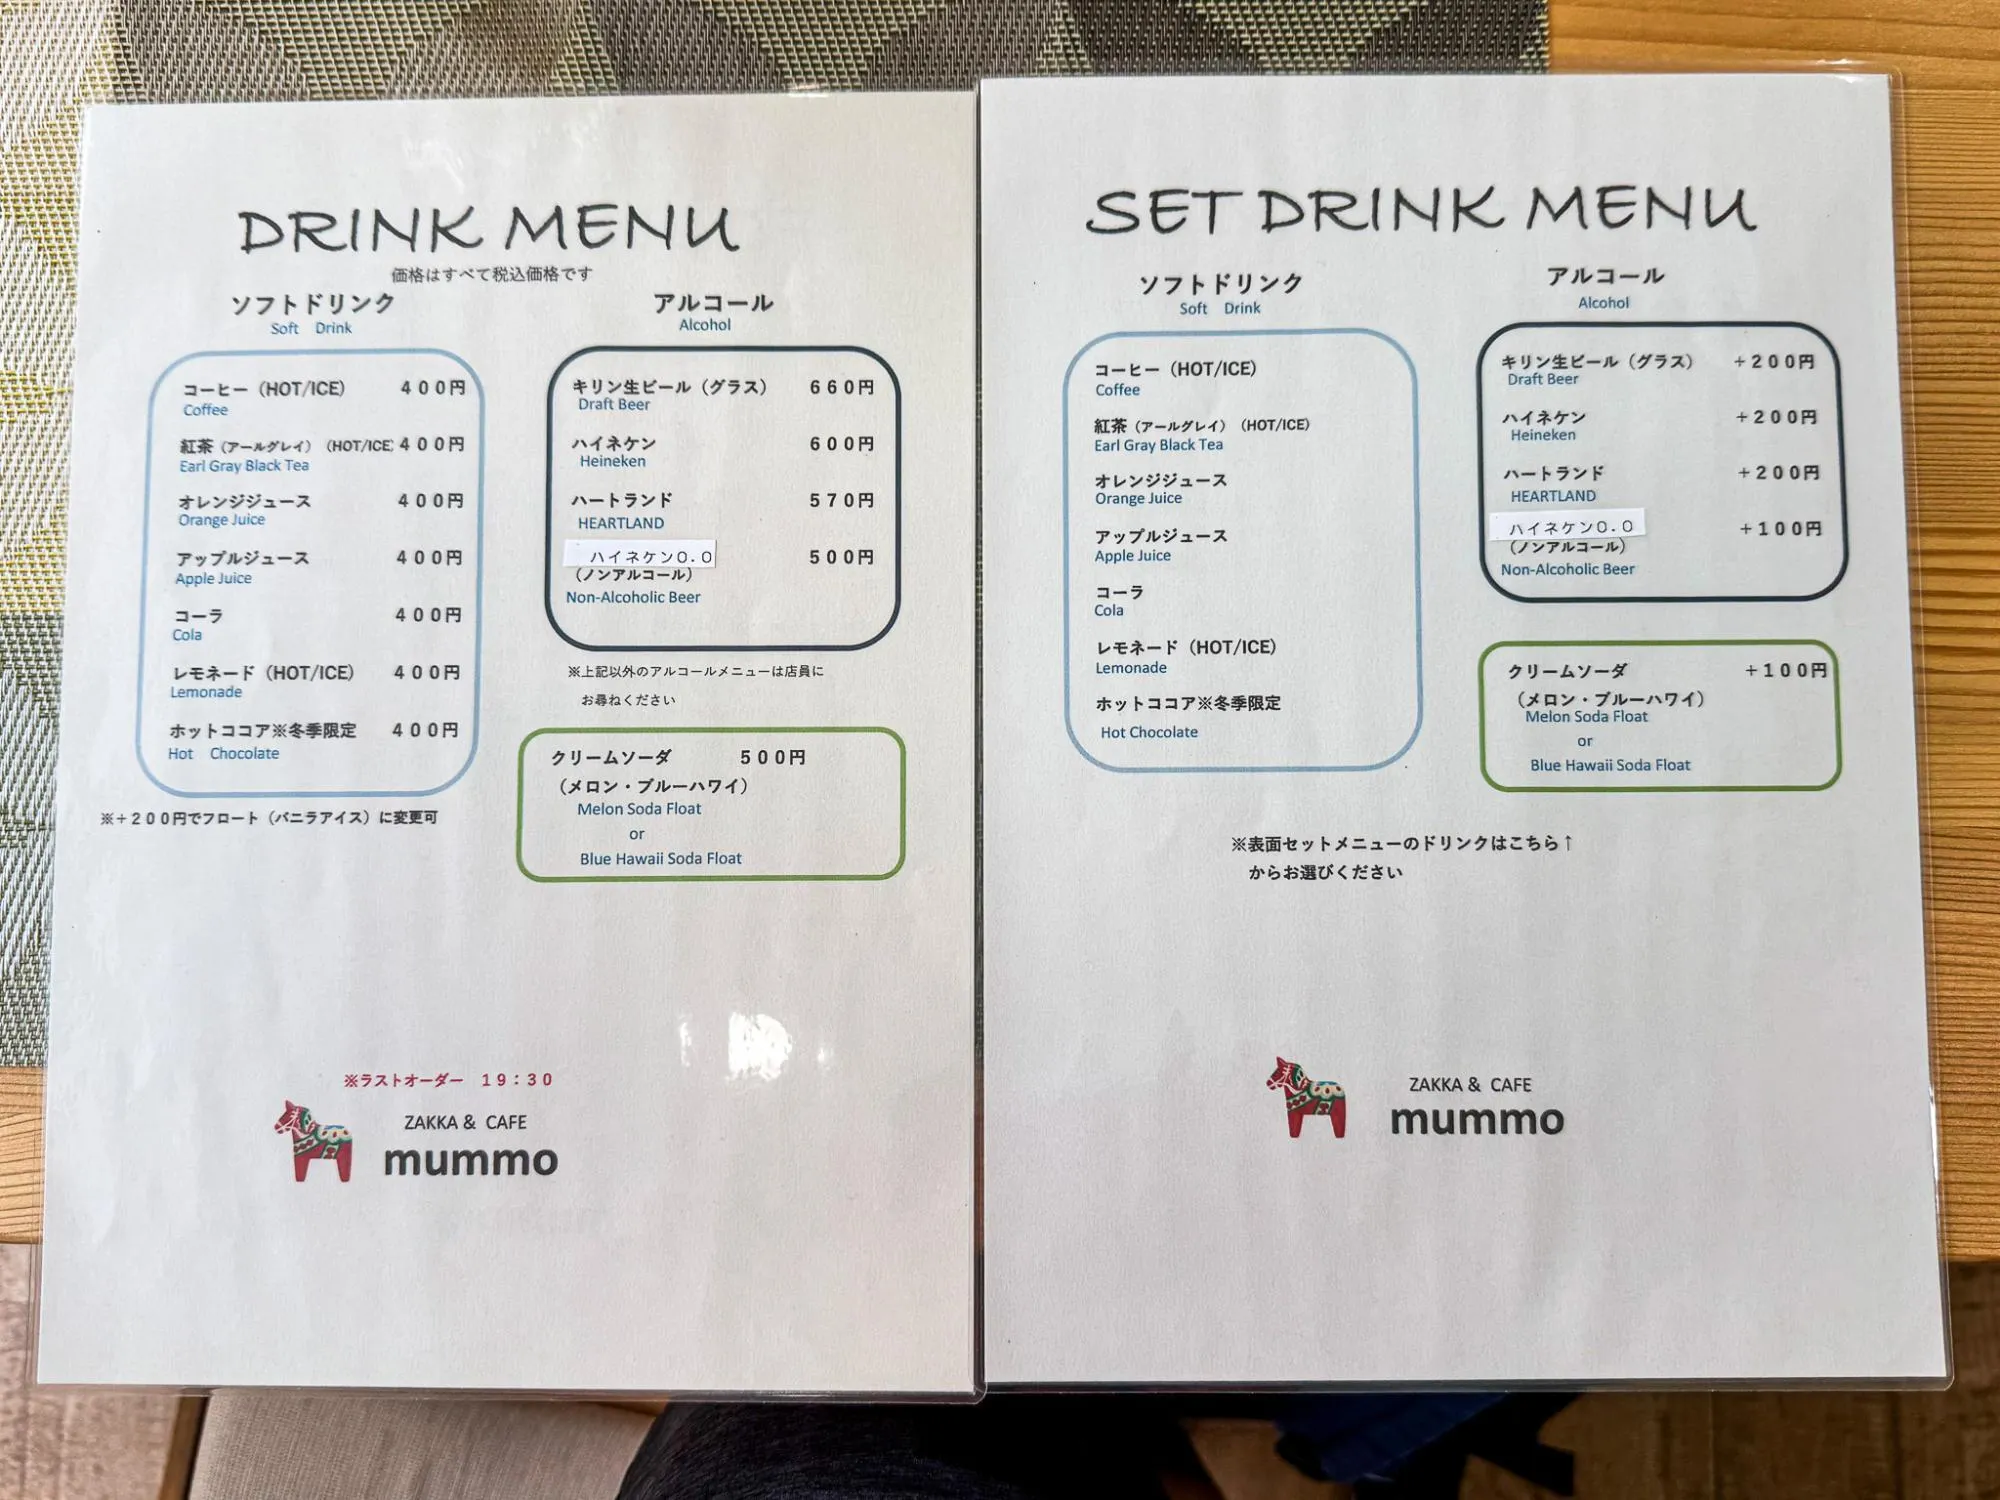 DRINK MENU
価格はすべて税込価格です
ソフトドリンク
Soft Drink
コーヒー（HOT/ICE） ４００円
Coffee
紅茶（アールグレイ）（HOT/ICE ４００円
Earl Gray Black Tea
オレンジジュース ４００円
Orange Juice
アップルジュース ４００円
Apple Juice
コーラ ４００円
Cola
レモネード（HOT/ICE） ４００円
Lemonade
ホットココア※冬季限定 ４００円
Hot Chocolate
※＋２００円でフロート（バニラアイス）に変更可
アルコール
Alcohol
キリン生ビール（グラス） ６６０円
Draft Beer
ハイネケン ６００円
Heineken
ハートランド ５７０円
HEARTLAND
ハイネケン０.０ ５００円
（ノンアルコール）
Non-Alcoholic Beer
※上記以外のアルコールメニューは店員に
お尋ねください
クリームソーダ ５００円
（メロン・ブルーハワイ）
Melon Soda Float
or
Blue Hawaii Soda Float
※ラストオーダー １９：３０
ZAKKA & CAFE
mummo
SET DRINK MENU
ソフトドリンク
Soft Drink
コーヒー（HOT/ICE）
Coffee
紅茶（アールグレイ）（HOT/ICE）
Earl Gray Black Tea
オレンジジュース
Orange Juice
アップルジュース
Apple Juice
コーラ
Cola
レモネード（HOT/ICE）
Lemonade
ホットココア※冬季限定
Hot Chocolate
アルコール
Alcohol
キリン生ビール（グラス） ＋２００円
Draft Beer
ハイネケン ＋２００円
Heineken
ハートランド ＋２００円
HEARTLAND
ハイネケン０.０ ＋１００円
（ノンアルコール）
Non-Alcoholic Beer
クリームソーダ ＋１００円
（メロン・ブルーハワイ）
Melon Soda Float
or
Blue Hawaii Soda Float
※表面セットメニューのドリンクはこちら↑
からお選びください
ZAKKA & CAFE
mummo